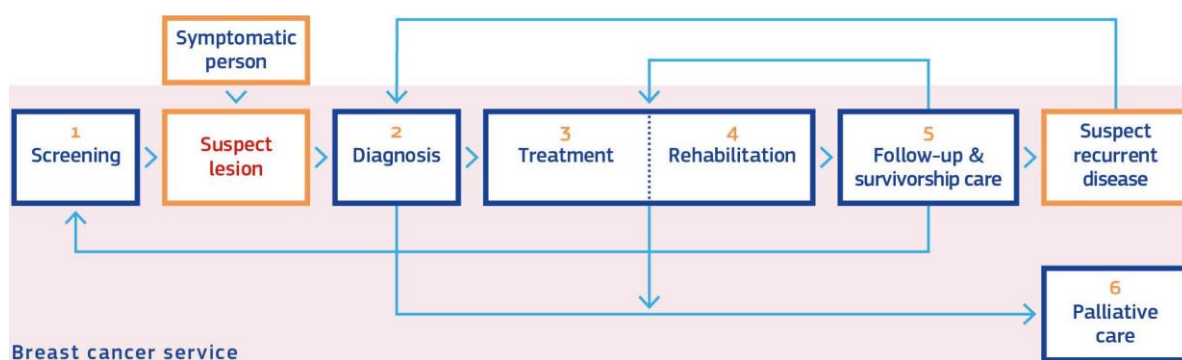 Symptomatic
person
1
Screening
Suspect
lesion
2
Diagnosis
3
Treatment
4
Rehabilitation
5
Follow-up &
survivorship care
Suspect
recurrent
disease
6
Palliative
care
Breast cancer service